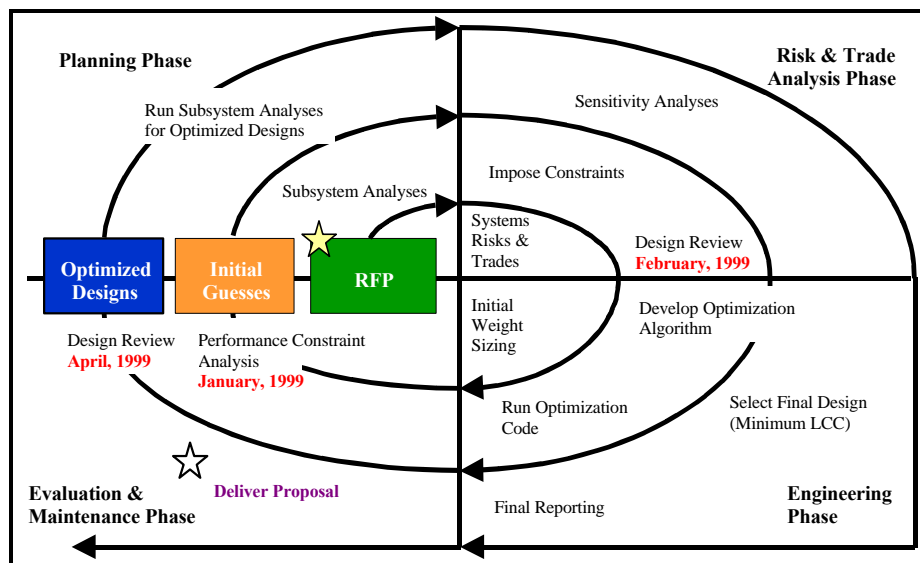 Planning Phase
Risk & Trade
Analysis Phase
Run Subsystem Analyses
for Optimized Designs
Sensitivity Analyses
Subsystem Analyses
Impose Constraints
Systems
Risks &
Trades
Design Review
February, 1999
Optimized
Designs
Initial
Guesses
RFP
Design Review
April, 1999
Performance Constraint
Analysis
January, 1999
Initial
Weight
Sizing
Develop Optimization
Algorithm
Run Optimization
Code
Select Final Design
(Minimum LCC)
Deliver Proposal
Evaluation &
Maintenance Phase
Final Reporting
Engineering
Phase